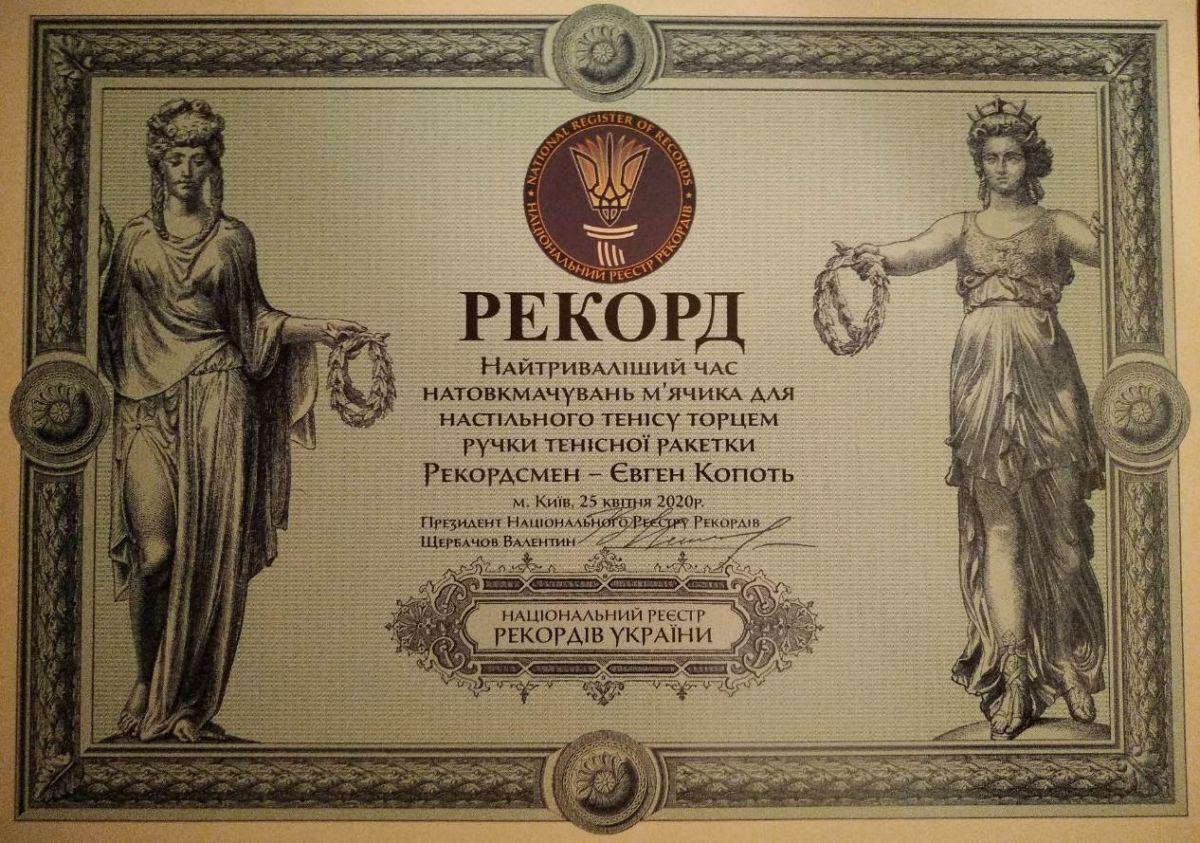 NATIONAL REGISTER OF RECORDS
НАЦІОНАЛЬНИЙ РЕЄСТР РЕКОРДІВ
РЕКОРД
Найтриваліший час
натовкмачувань м'ячика для
настільного тенісу торцем
ручки тенісної ракетки
Рекордсмен – Євген Копоть
м. Київ, 25 квітня 2020р.
Президент Національного Реєстру Рекордів
Щербачов Валентин
НАЦІОНАЛЬНИЙ РЕЄСТР
РЕКОРДІВ УКРАЇНИ